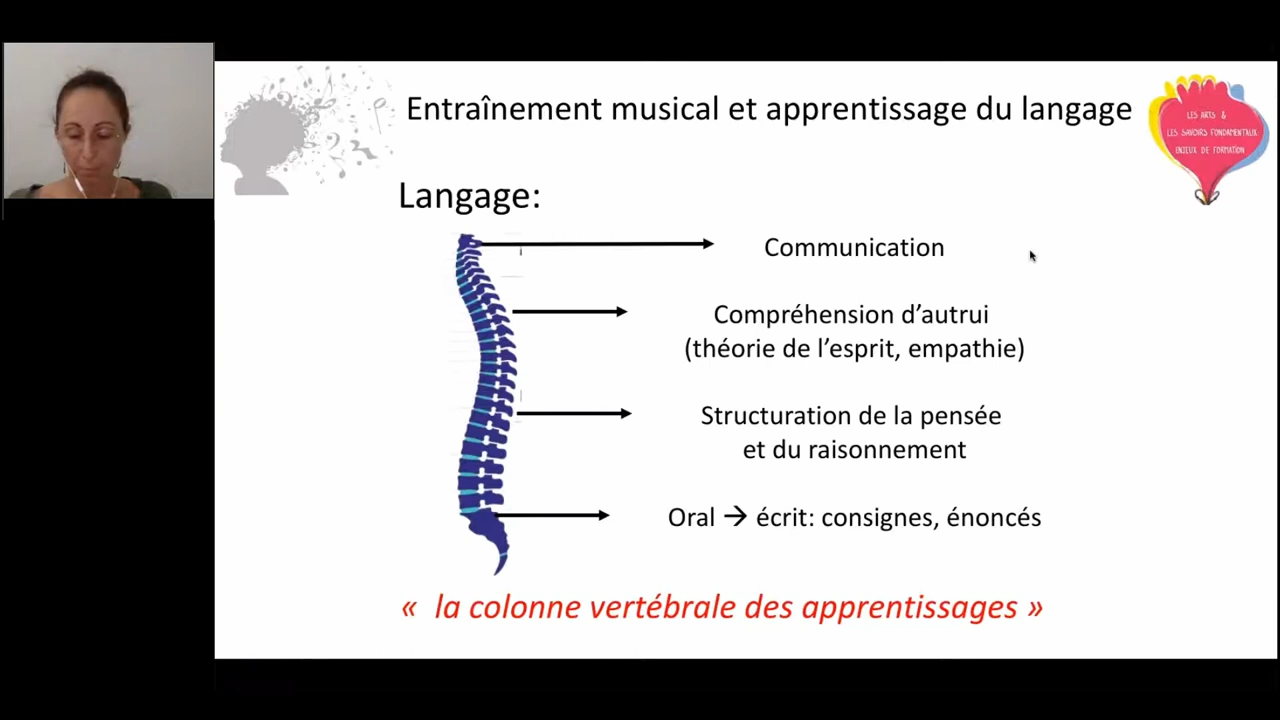 Entraînement musical et apprentissage du langage
LES ARTS &
LES SAVOIRS FONDAMENTAUX
ENJEUX DE FORMATION
Langage:
Communication
Compréhension d’autrui
(théorie de l’esprit, empathie)
Structuration de la pensée
et du raisonnement
Oral → écrit: consignes, énoncés
«  la colonne vertébrale des apprentissages »